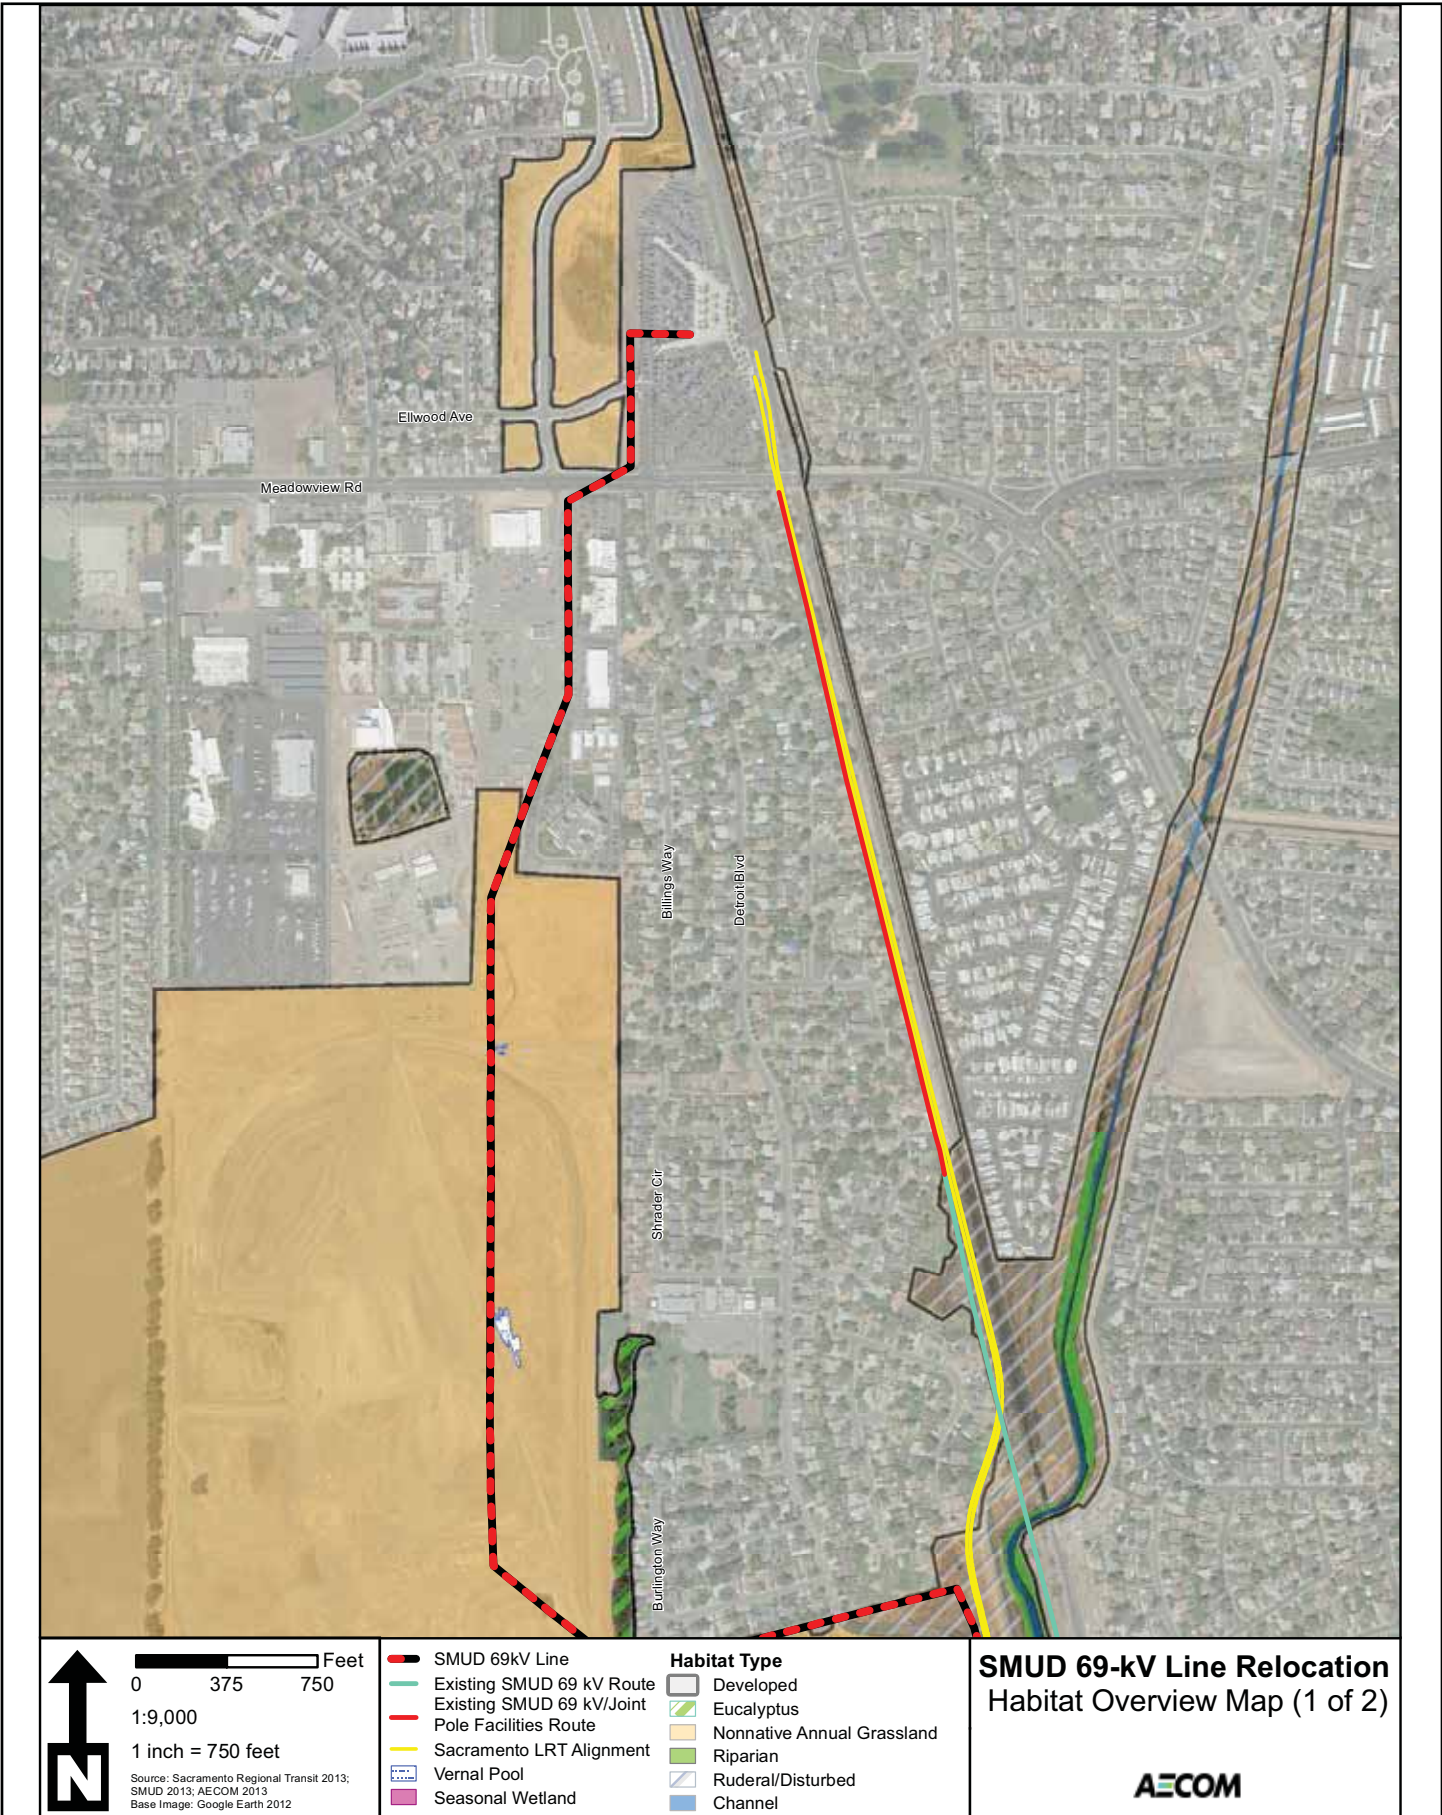 Ellwood Ave
Meadowview Rd
Billings Way
Detroit Blvd
Shrader Cir
Burlington Way
Feet
0 375 750
1:9,000
1 inch = 750 feet
Source: Sacramento Regional Transit 2013;
SMUD 2013; AECOM 2013
Base Image: Google Earth 2012
N
SMUD 69kV Line
Existing SMUD 69 kV Route
Existing SMUD 69 kV/Joint
Pole Facilities Route
Sacramento LRT Alignment
Vernal Pool
Seasonal Wetland
Habitat Type
Developed
Eucalyptus
Nonnative Annual Grassland
Riparian
Ruderal/Disturbed
Channel
SMUD 69-kV Line Relocation
Habitat Overview Map (1 of 2)
AECOM